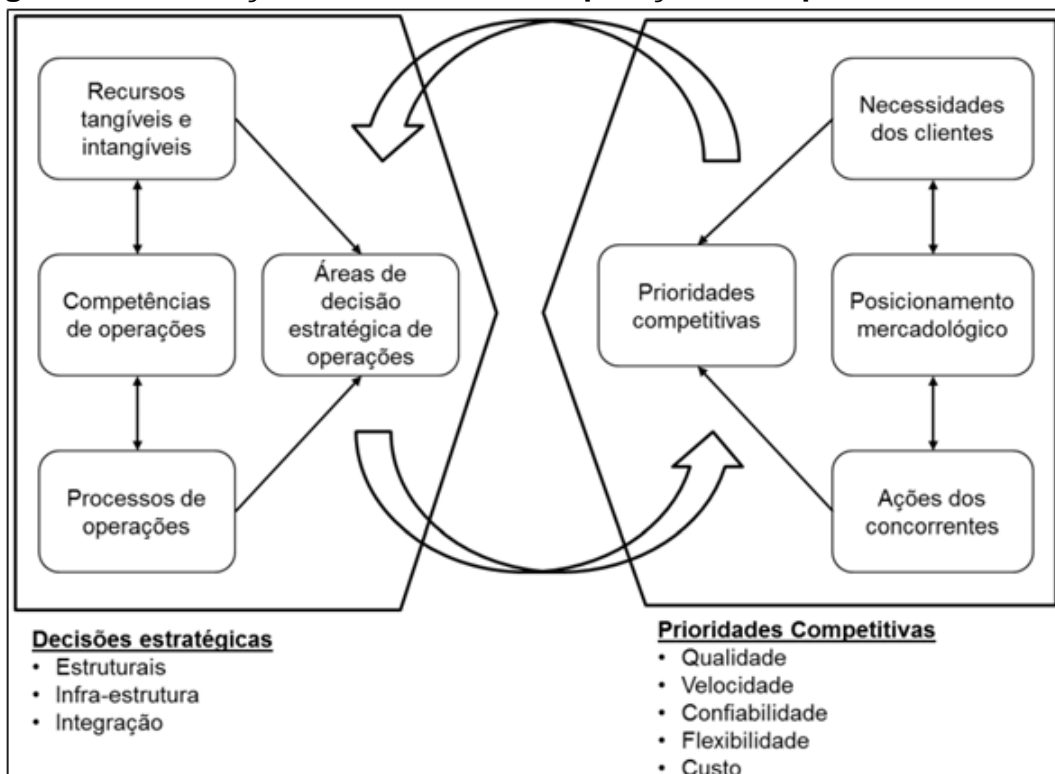 Recursos
tangíveis e
intangíveis
Competências
de operações
Processos de
operações
Áreas de
decisão
estratégica de
operações
Necessidades
dos clientes
Prioridades
competitivas
Posicionamento
mercadológico
Ações dos
concorrentes
Decisões estratégicas
• Estruturais
• Infra-estrutura
• Integração
Prioridades Competitivas
• Qualidade
• Velocidade
• Confiabilidade
• Flexibilidade
• Custo